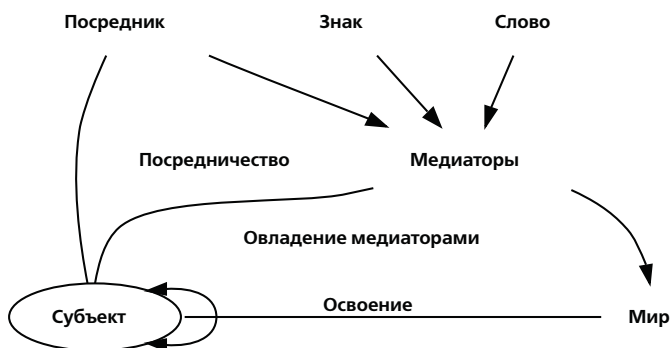 Посредник
Знак
Слово
Посредничество
Медиаторы
Овладение медиаторами
Освоение
Субъект
Мир